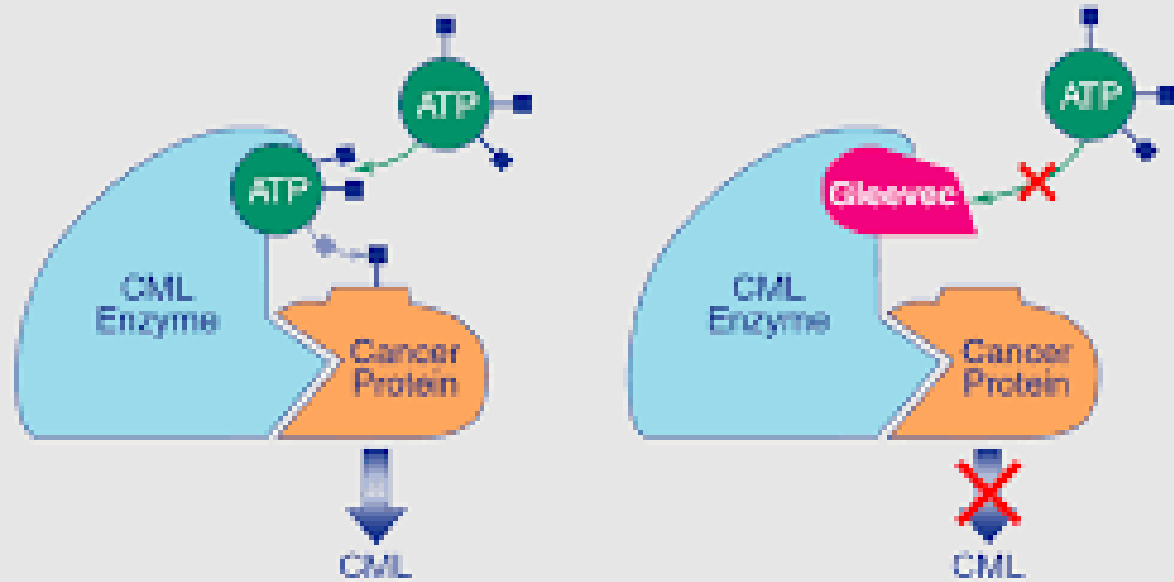 ATP
ATP
CML
Enzyme
Cancer
Protein
CML
ATP
Gleevec
CML
Enzyme
Cancer
Protein
CML